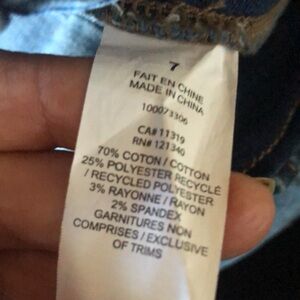 7
FAIT EN CHINE
MADE IN CHINA
100073306
CA# 11319
RN# 121340
70% COTON / COTTON
25% POLYESTER RECYCLÉ
/ RECYCLED POLYESTER
3% RAYONNE / RAYON
2% SPANDEX
GARNITURES NON
COMPRISES / EXCLUSIVE
OF TRIMS